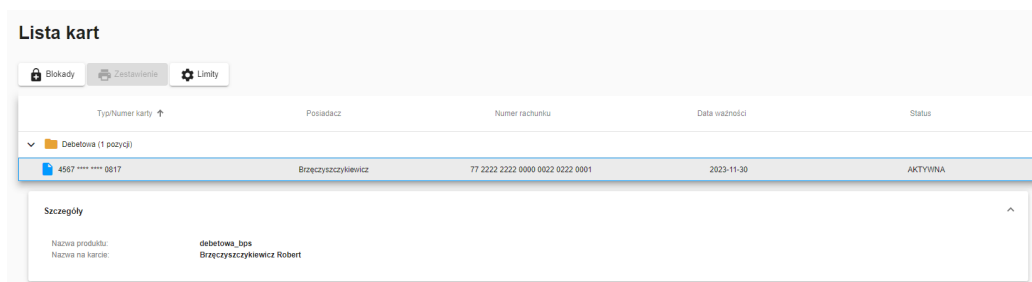 Lista kart
Blokady Zestawienie Limity
Typ/Numer karty Posiadacz Numer rachunku Data ważności Status
Debetowa (1 pozycji)
4567 **** **** 0817 Brzęczyszczykiewicz 77 2222 2222 0000 0022 0222 0001 2023-11-30 AKTYWNA
Szczegóły
Nazwa produktu: debetowa_bps
Nazwa na karcie: Brzęczyszczykiewicz Robert